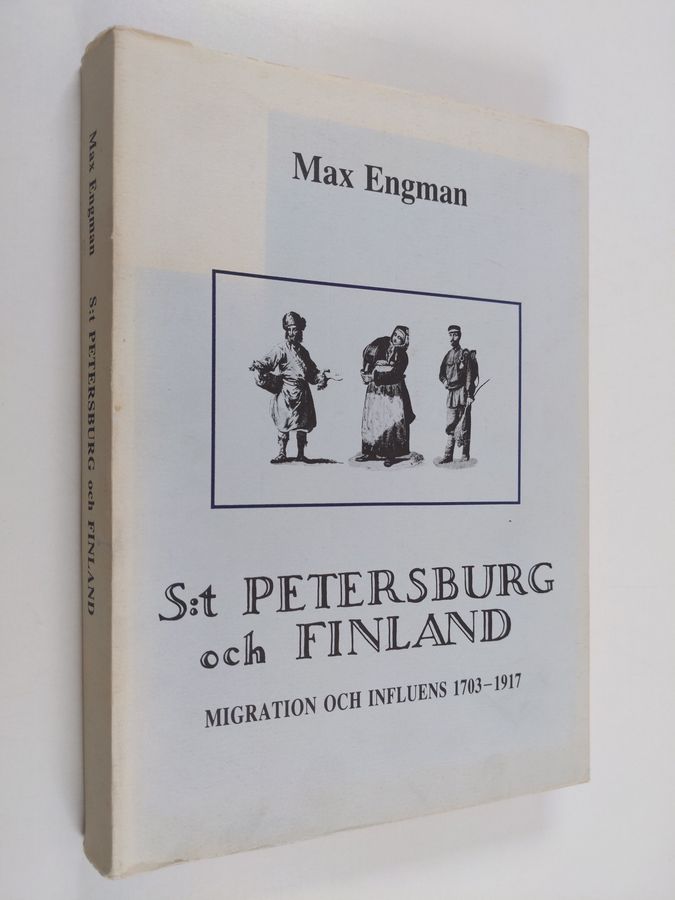 Max Engman
S:t PETERSBURG
och FINLAND
MIGRATION OCH INFLUENS 1703–1917
Max Engman S:t PETERSBURG och FINLAND